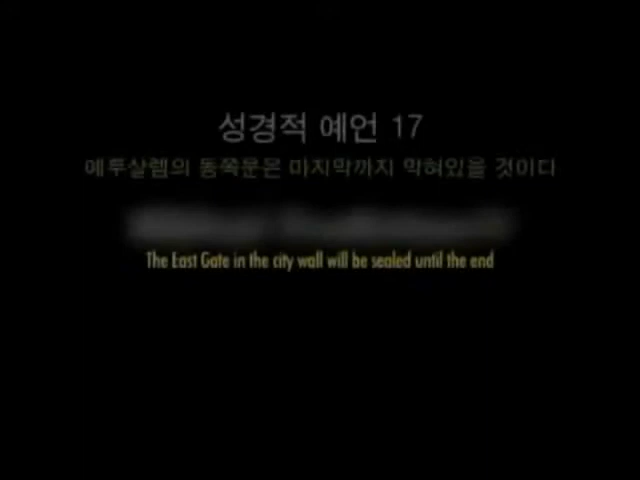 성경적 예언 17
예루살렘의 동쪽문은 마지막까지 막혀있을 것이다
The East Gate in the city wall will be sealed until the end